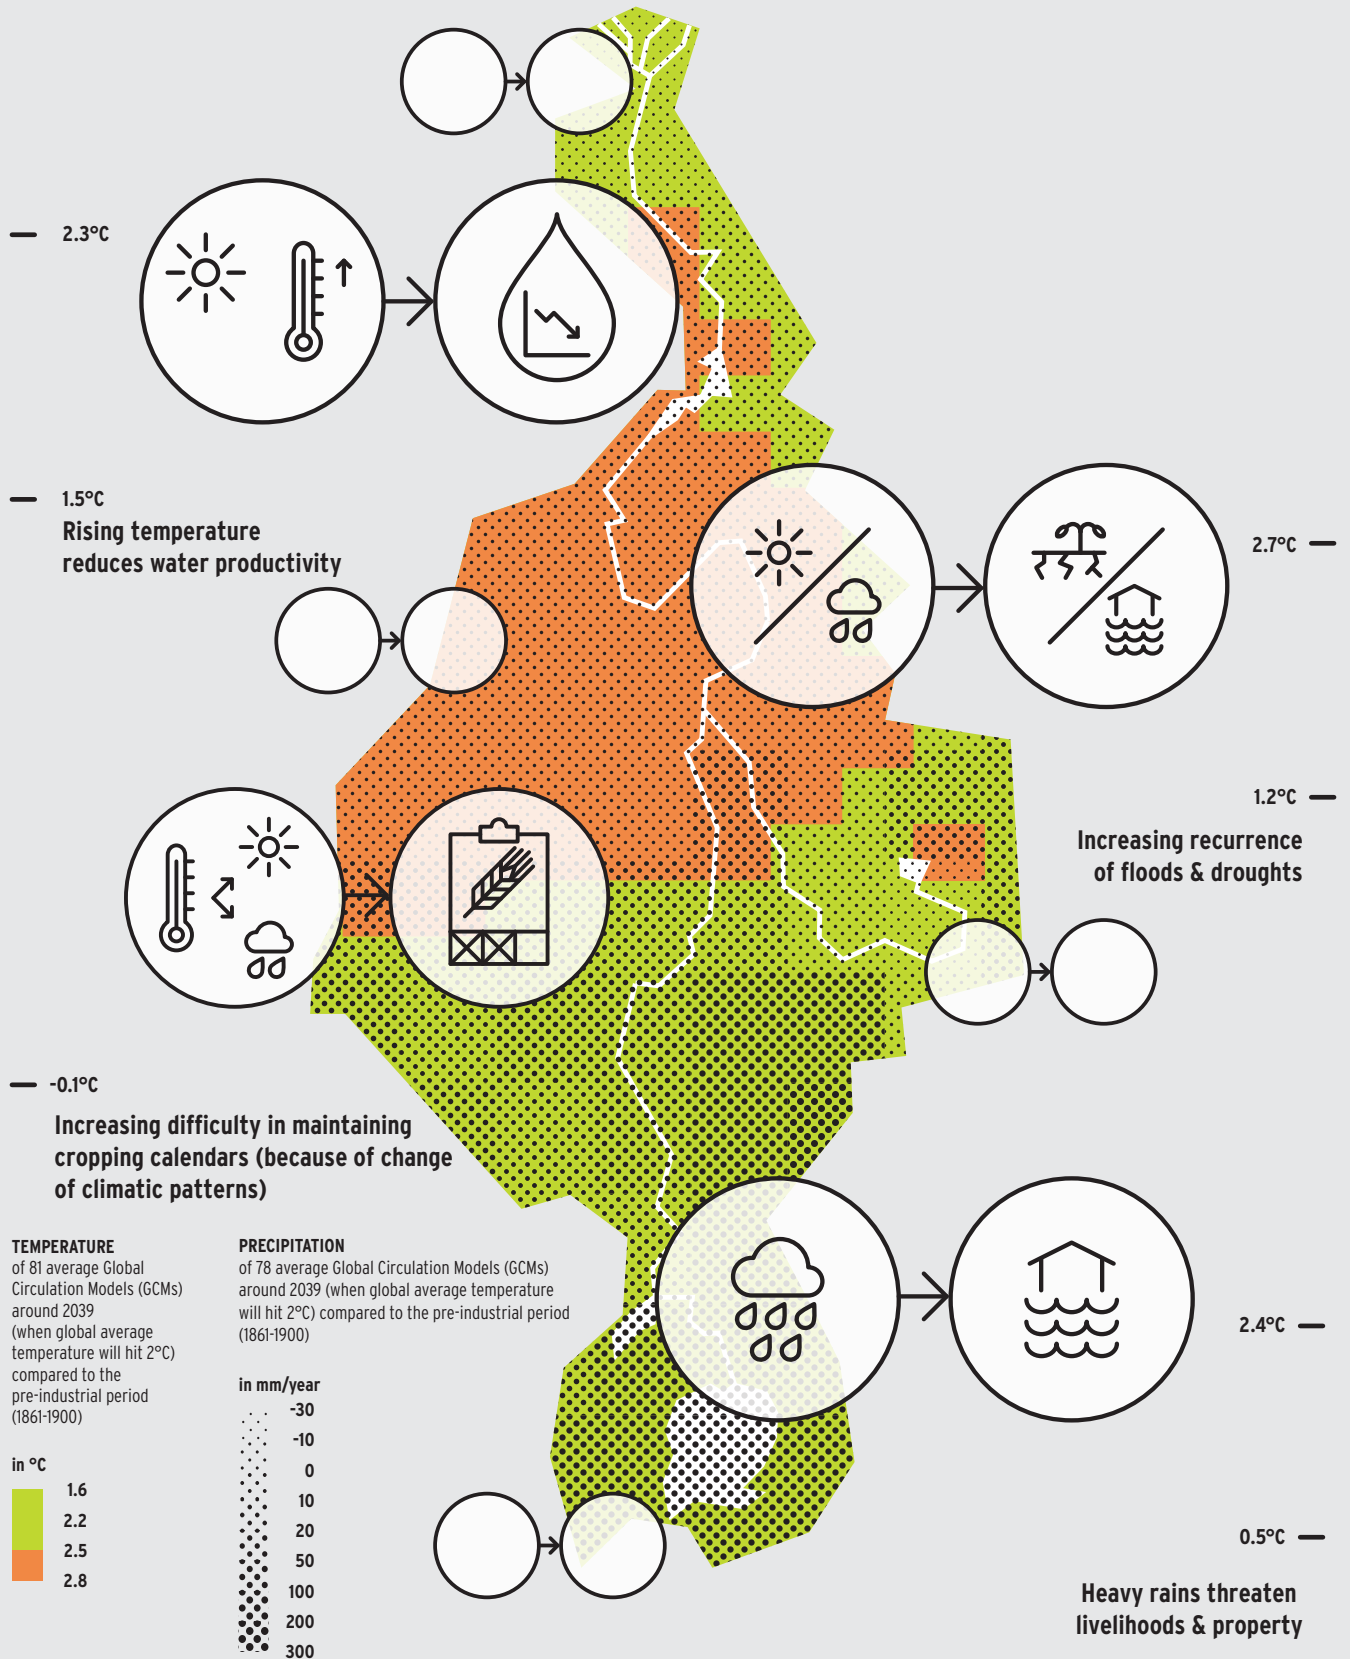 2.3°C
1.5°C
Rising temperature
reduces water productivity
2.7°C
1.2°C
Increasing recurrence
of floods & droughts
-0.1°C
Increasing difficulty in maintaining
cropping calendars (because of change
of climatic patterns)
TEMPERATURE
of 81 average Global
Circulation Models (GCMs)
around 2039
(when global average
temperature will hit 2°C)
compared to the
pre-industrial period
(1861-1900)
in °C
1.6
2.2
2.5
2.8
PRECIPITATION
of 78 average Global Circulation Models (GCMs)
around 2039 (when global average temperature
will hit 2°C) compared to the pre-industrial period
(1861-1900)
in mm/year
-30
-10
0
10
20
50
100
200
300
2.4°C
0.5°C
Heavy rains threaten
livelihoods & property